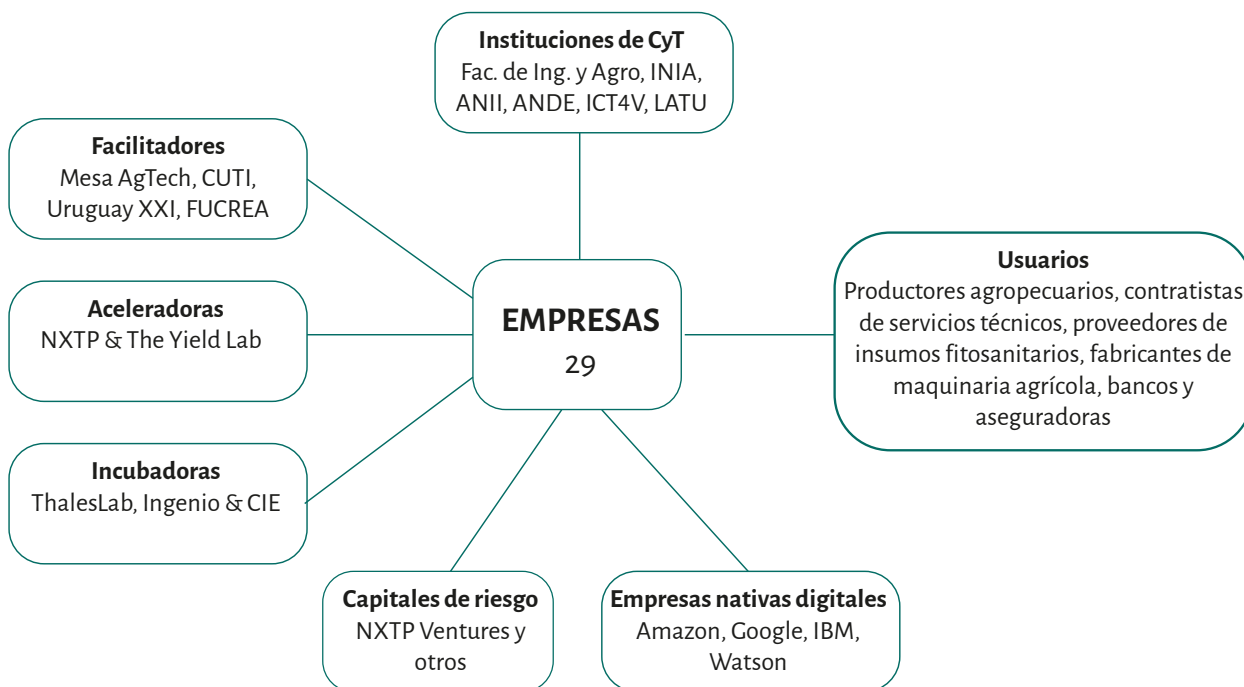 Instituciones de CyT
Fac. de Ing. y Agro, INIA,
ANII, ANDE, ICT4V, LATU
Facilitadores
Mesa AgTech, CUTI,
Uruguay XXI, FUCREA
Aceleradoras
NXTP & The Yield Lab
Incubadoras
ThalesLab, Ingenio & CIE
EMPRESAS
29
Usuarios
Productores agropecuarios, contratistas
de servicios técnicos, proveedores de
insumos fitosanitarios, fabricantes de
maquinaria agrícola, bancos y
aseguradoras
Capitales de riesgo
NXTP Ventures y
otros
Empresas nativas digitales
Amazon, Google, IBM,
Watson